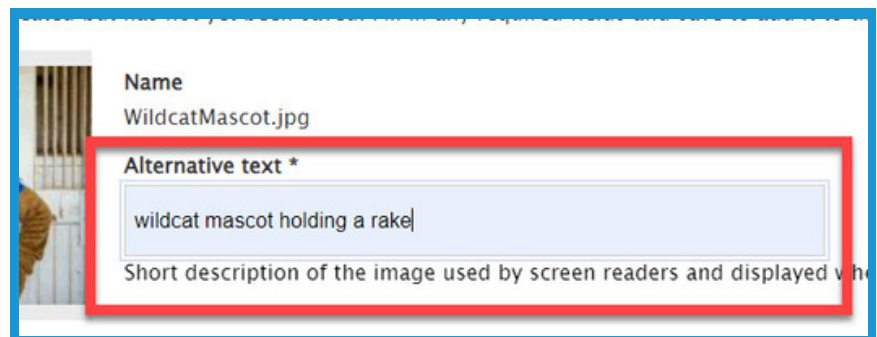 Name
WildcatMascot.jpg
Alternative text *
wildcat mascot holding a rake
Short description of the image used by screen readers and displayed